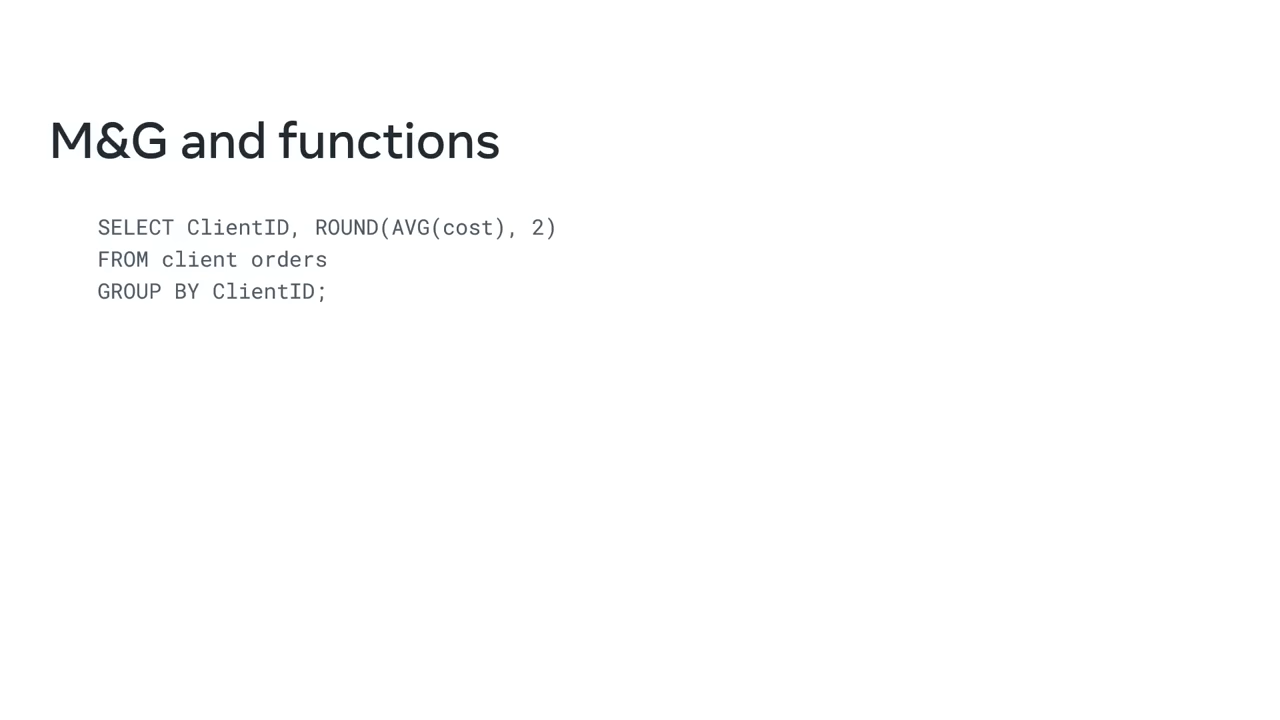 M&G and functions
SELECT ClientID, ROUND(AVG(cost), 2)
FROM client orders
GROUP BY ClientID;